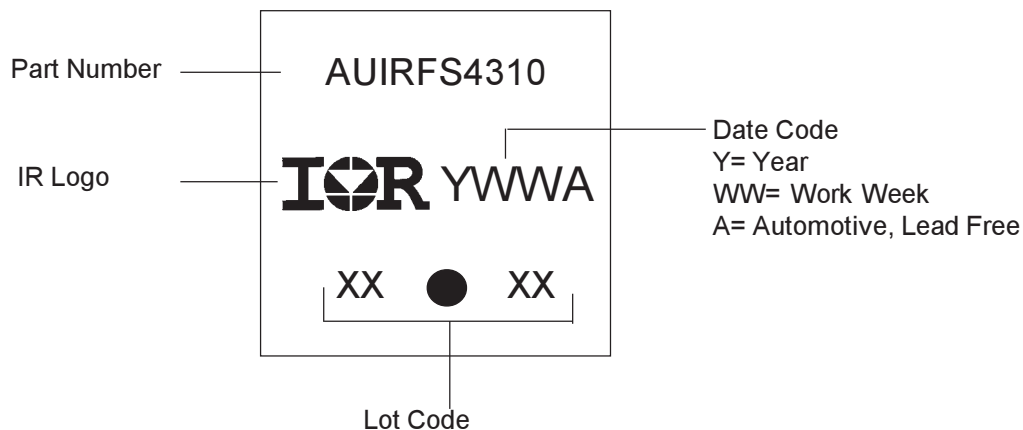 Part Number
AUIRFS4310
IR Logo
IOR YWWA
Date Code
Y= Year
WW= Work Week
A= Automotive, Lead Free
XX ● XX
Lot Code